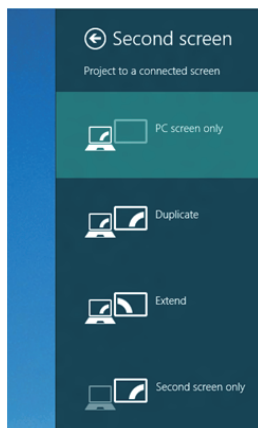 Second screen
Project to a connected screen
PC screen only
Duplicate
Extend
Second screen only